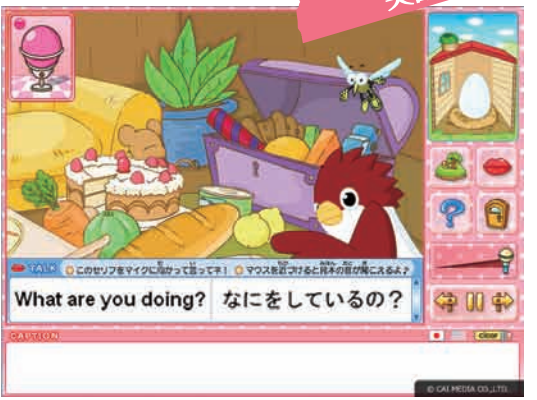 TALK
このセリフをマイクに向かって言ってネ！ マウスを近づけると見本の音が聞こえるよ♪
What are you doing? なにをしているの？
CAPTION
clear
© CAI MEDIA CO.,LTD.